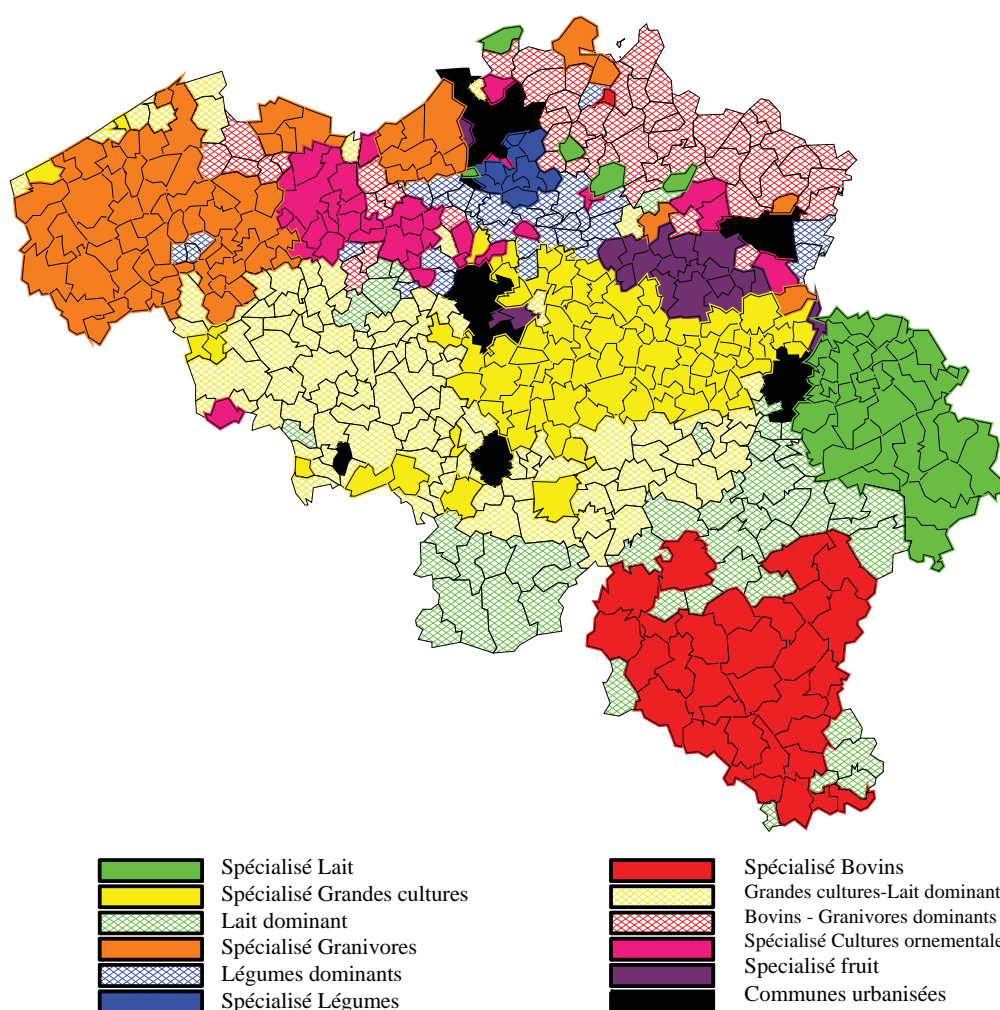 Spécialisé Lait
Spécialisé Grandes cultures
Lait dominant
Spécialisé Granivores
Légumes dominants
Spécialisé Légumes
Spécialisé Bovins
Grandes cultures-Lait dominant
Bovins - Granivores dominants
Spécialisé Cultures ornementale
Specialisé fruit
Communes urbanisées